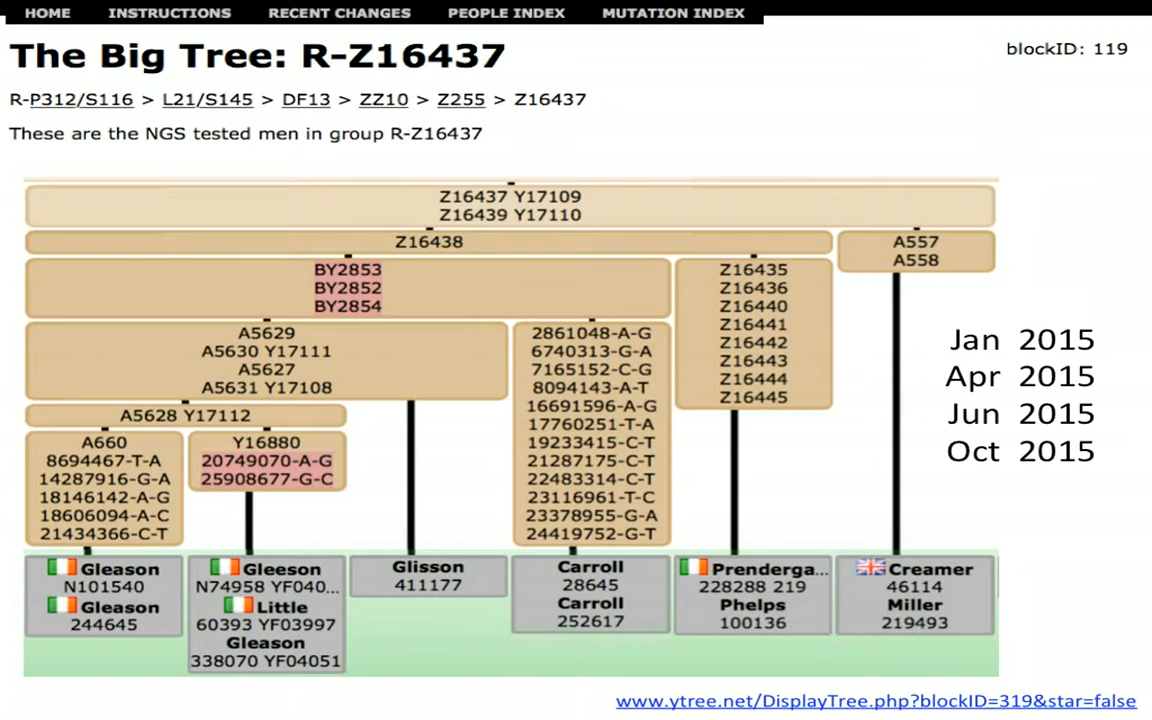 HOME INSTRUCTIONS RECENT CHANGES PEOPLE INDEX MUTATION INDEX
The Big Tree: R-Z16437
blockID: 119
R-P312/S116 > L21/S145 > DF13 > ZZ10 > Z255 > Z16437
These are the NGS tested men in group R-Z16437
Z16437 Y17109
Z16439 Y17110
Z16438
A557
A558
BY2853
BY2852
BY2854
Z16435
Z16436
Z16440
Z16441
Z16442
Z16443
Z16444
Z16445
A5629
A5630 Y17111
A5627
A5631 Y17108
2861048-A-G
6740313-G-A
7165152-C-G
8094143-A-T
16691596-A-G
17760251-T-A
19233415-C-T
21287175-C-T
22483314-C-T
23116961-T-C
23378955-G-A
24419752-G-T
A5628 Y17112
A660
8694467-T-A
14287916-G-A
18146142-A-G
18606094-A-C
21434366-C-T
Y16880
20749070-A-G
25908677-G-C
Jan 2015
Apr 2015
Jun 2015
Oct 2015
Gleason
N101540
Gleason
244645
Gleeson
N74958 YF040...
Little
60393 YF03997
Gleason
338070 YF04051
Glisson
411177
Carroll
28645
Carroll
252617
Prenderga...
228288 219
Phelps
100136
Creamer
46114
Miller
219493
www.ytree.net/DisplayTree.php?blockID=319&star=false